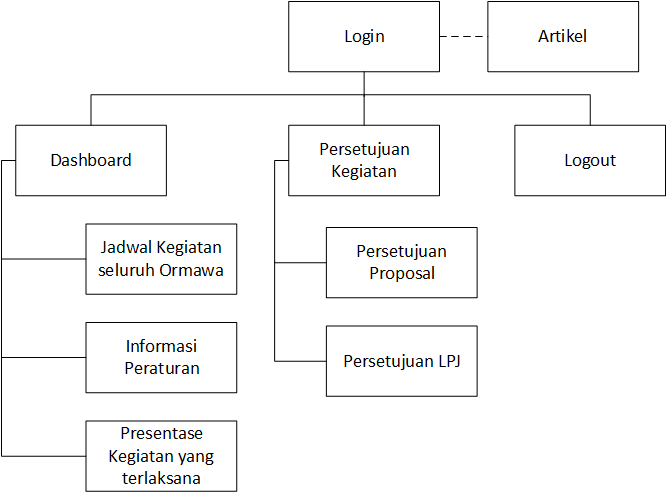 Login
Artikel
Dashboard
Persetujuan
Kegiatan
Logout
Jadwal Kegiatan
seluruh Ormawa
Informasi
Peraturan
Presentase
Kegiatan yang
terlaksana
Persetujuan
Proposal
Persetujuan LPJ